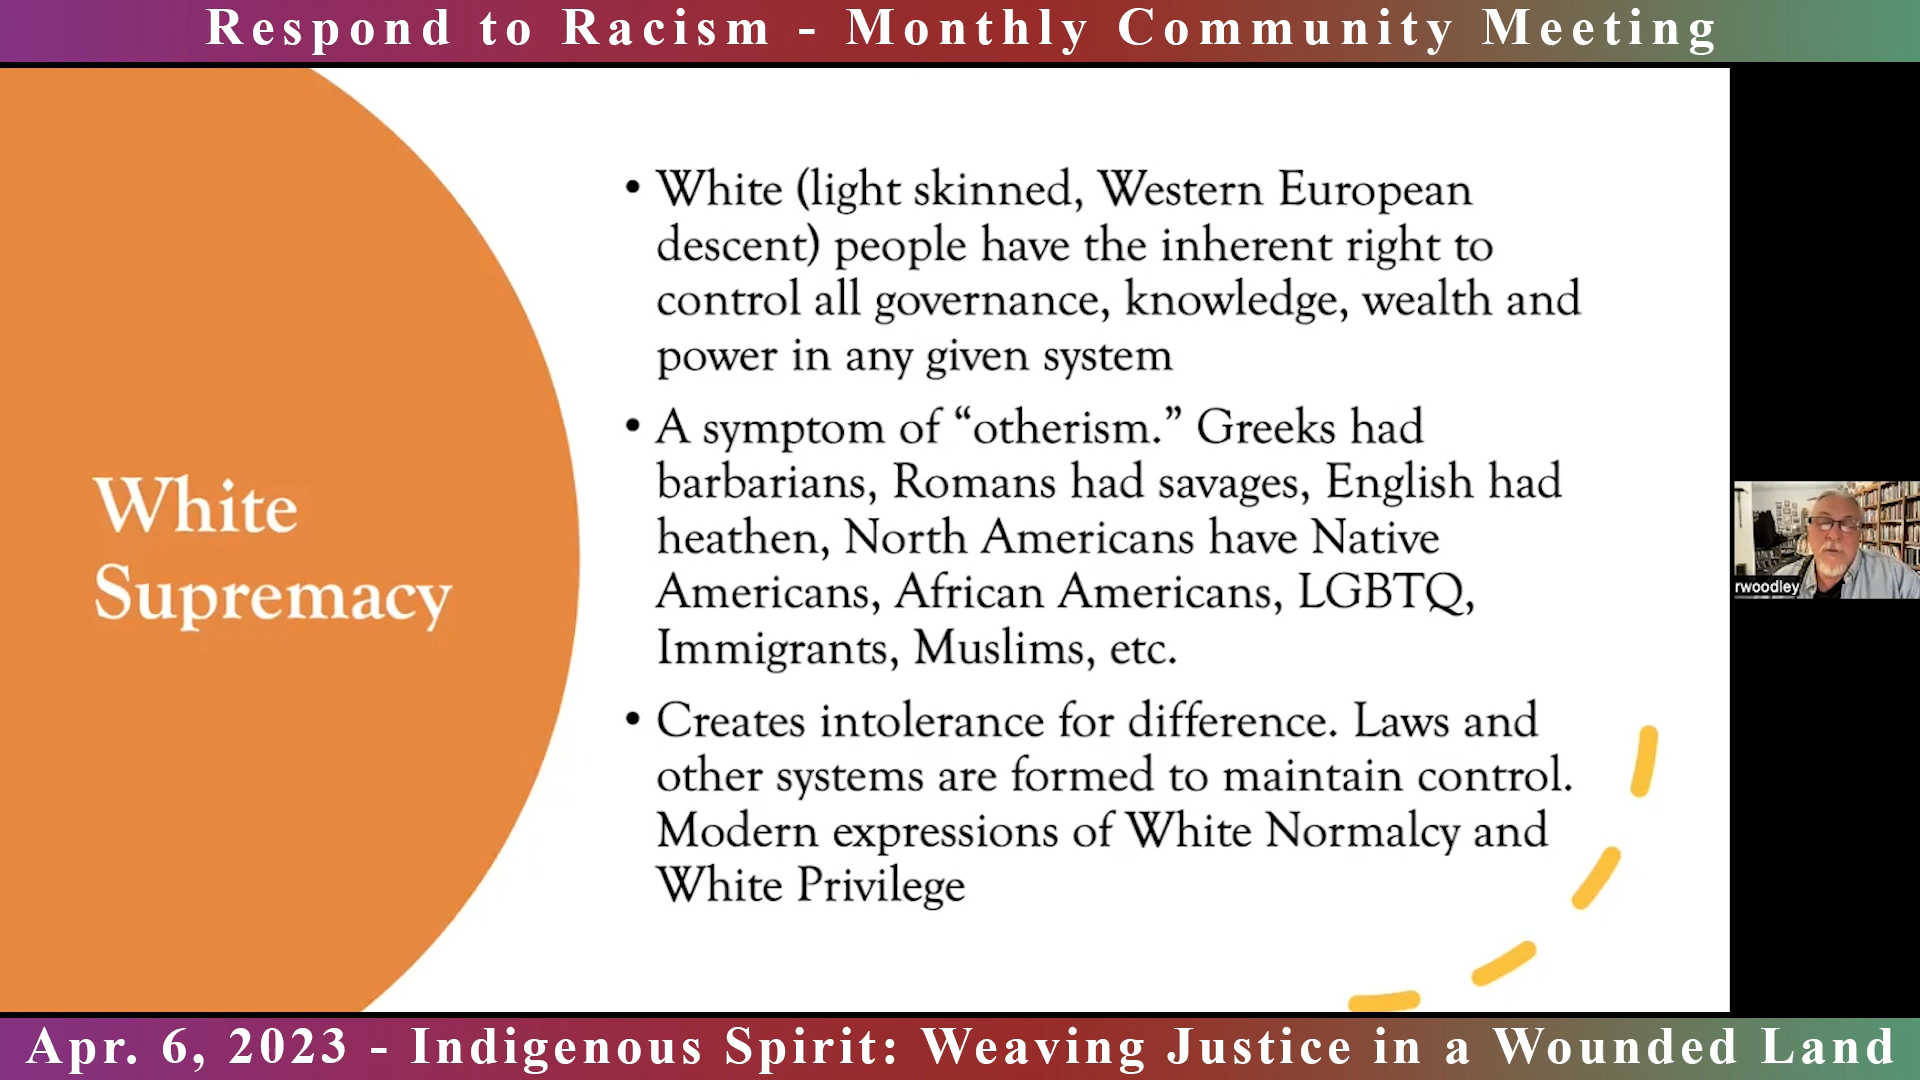 Respond to Racism - Monthly Community Meeting
White
Supremacy
• White (light skinned, Western European
descent) people have the inherent right to
control all governance, knowledge, wealth and
power in any given system
• A symptom of “otherism.” Greeks had
barbarians, Romans had savages, English had
heathen, North Americans have Native
Americans, African Americans, LGBTQ,
Immigrants, Muslims, etc.
• Creates intolerance for difference. Laws and
other systems are formed to maintain control.
Modern expressions of White Normalcy and
White Privilege
rwoodley
Apr. 6, 2023 - Indigenous Spirit: Weaving Justice in a Wounded Land